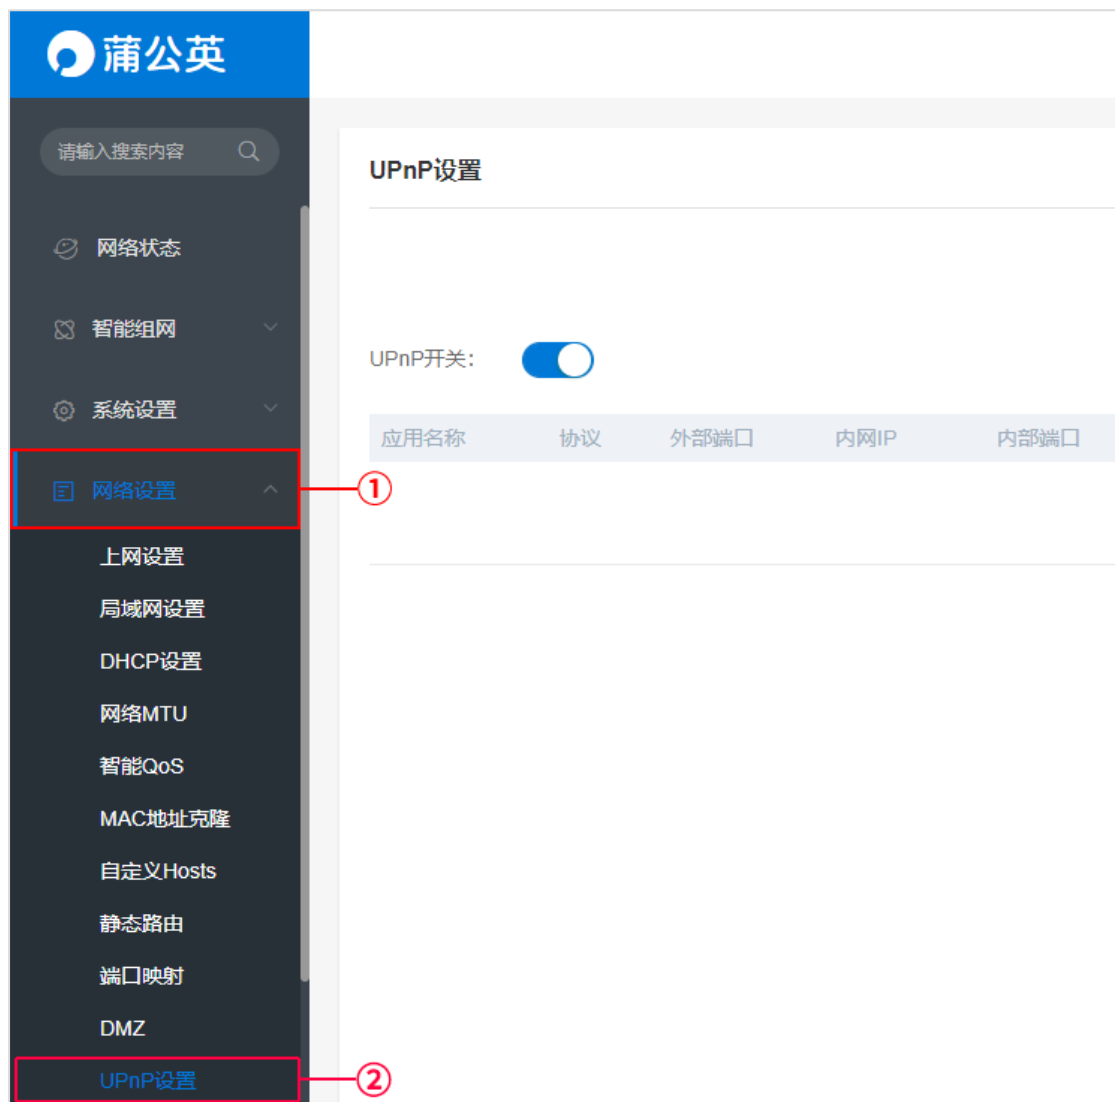 蒲公英
请输入搜索内容
网络状态
智能组网
系统设置
网络设置
①
上网设置
局域网设置
DHCP设置
网络MTU
智能QoS
MAC地址克隆
自定义Hosts
静态路由
端口映射
DMZ
UPnP设置
②
UPnP设置
UPnP开关：
应用名称 协议 外部端口 内网IP 内部端口